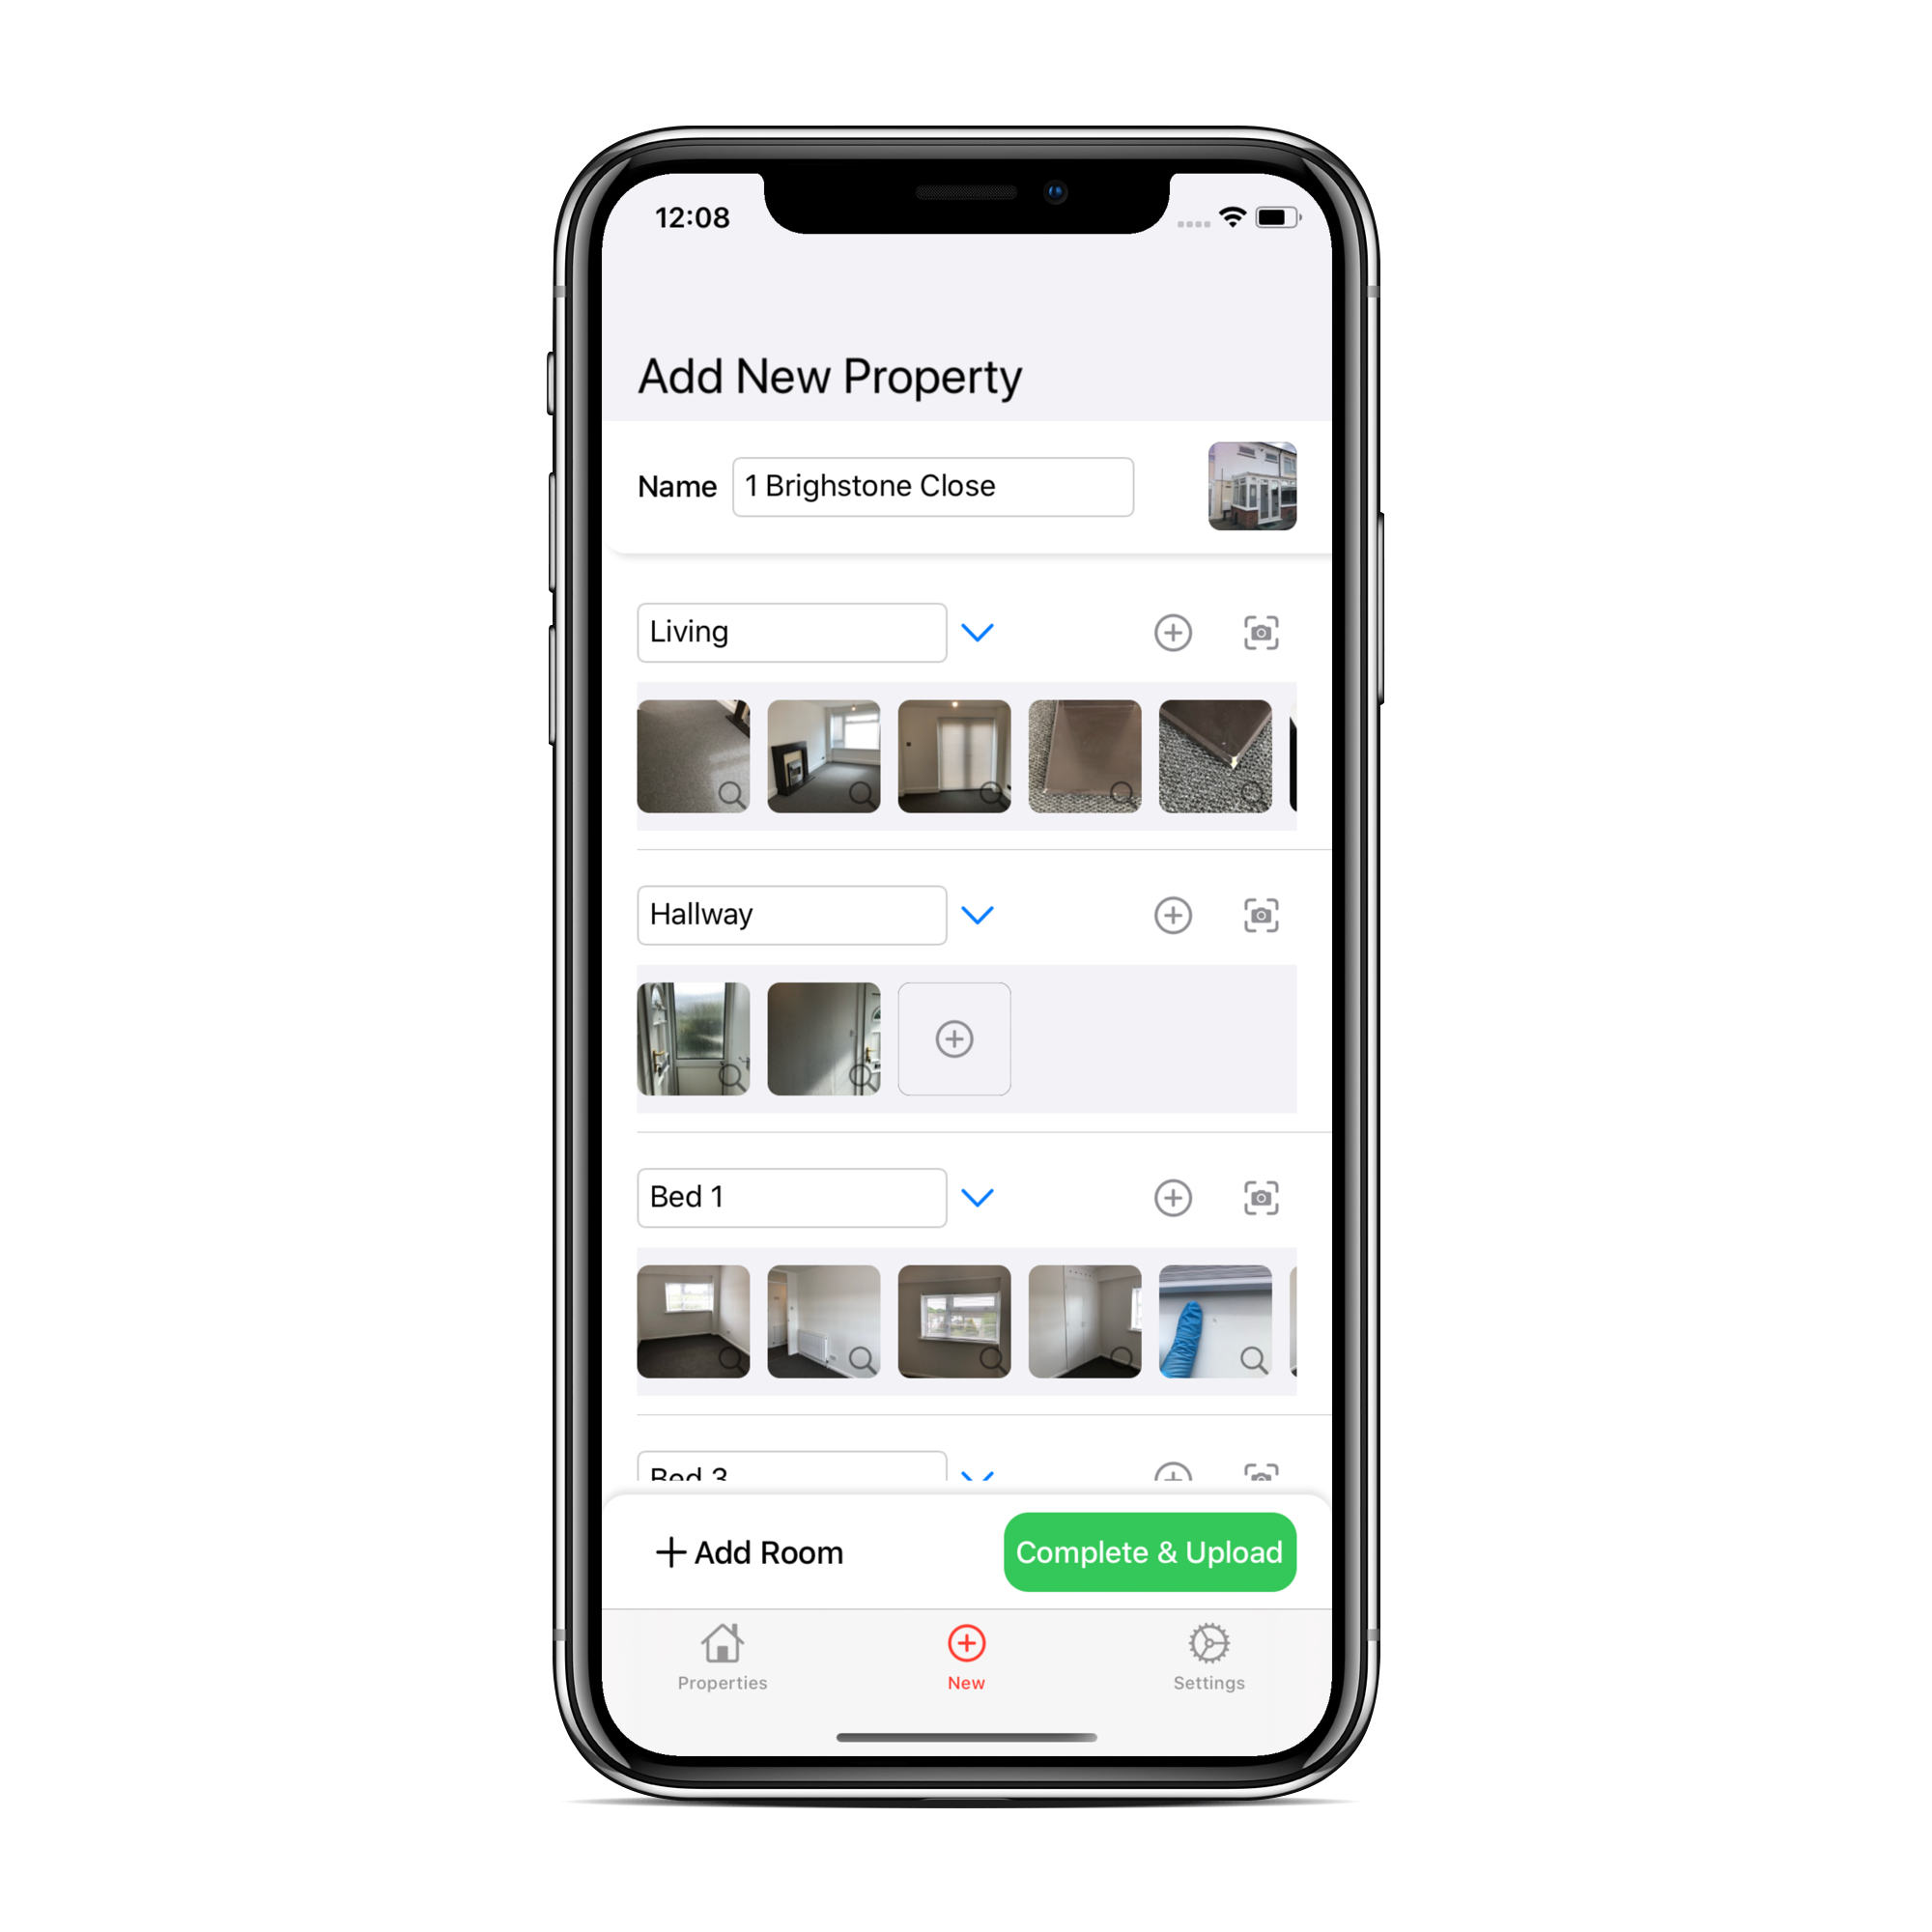 12:08
Add New Property
Name 1 Brighstone Close
Living
Hallway
Bed 1
Bed 3
Add Room Complete & Upload
Properties New Settings